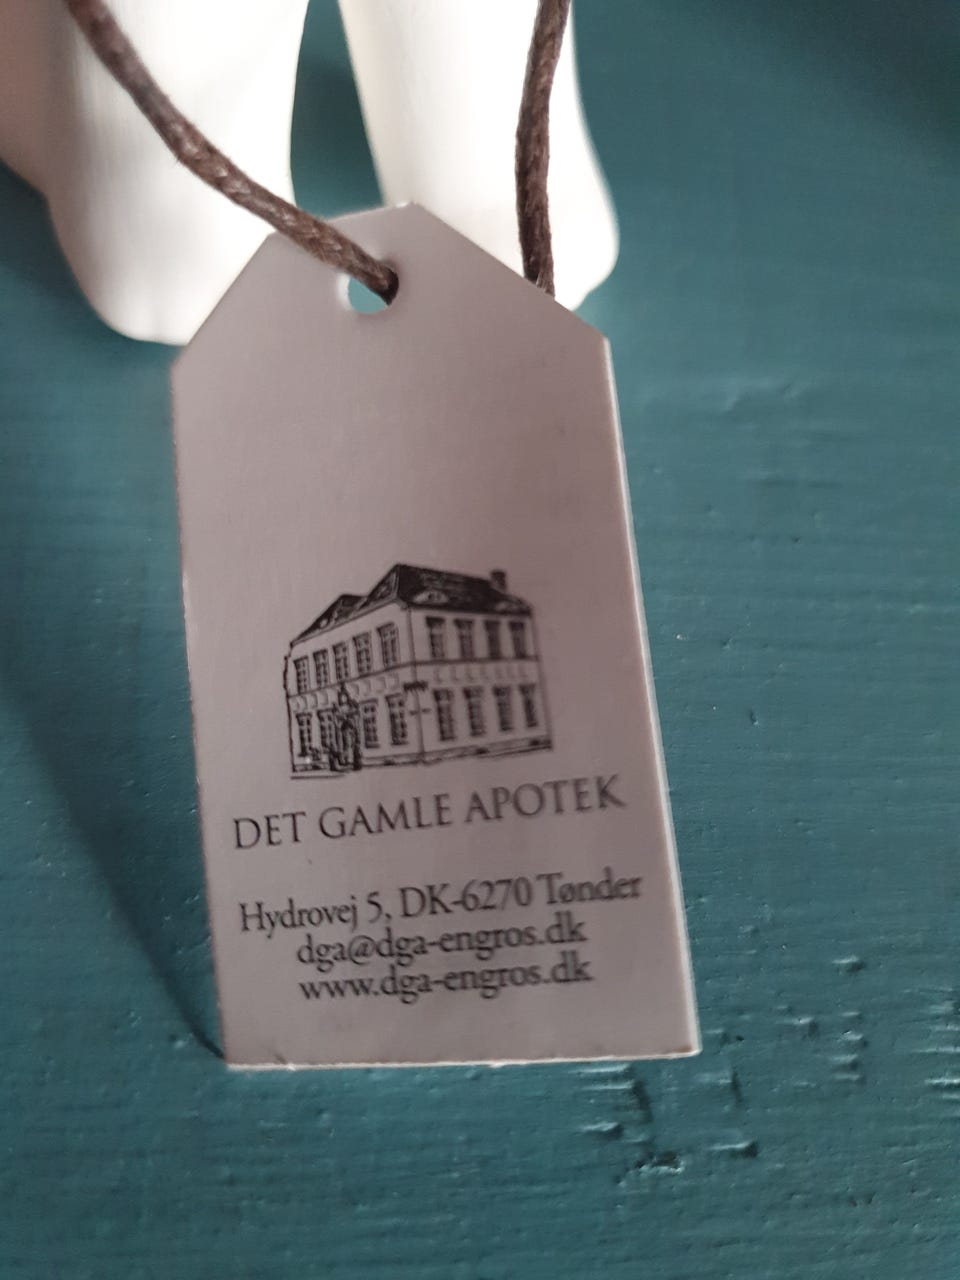 DET GAMLE APOTEK
Hydrovej 5, DK-6270 Tønder
dga@dga-engros.dk
www.dga-engros.dk